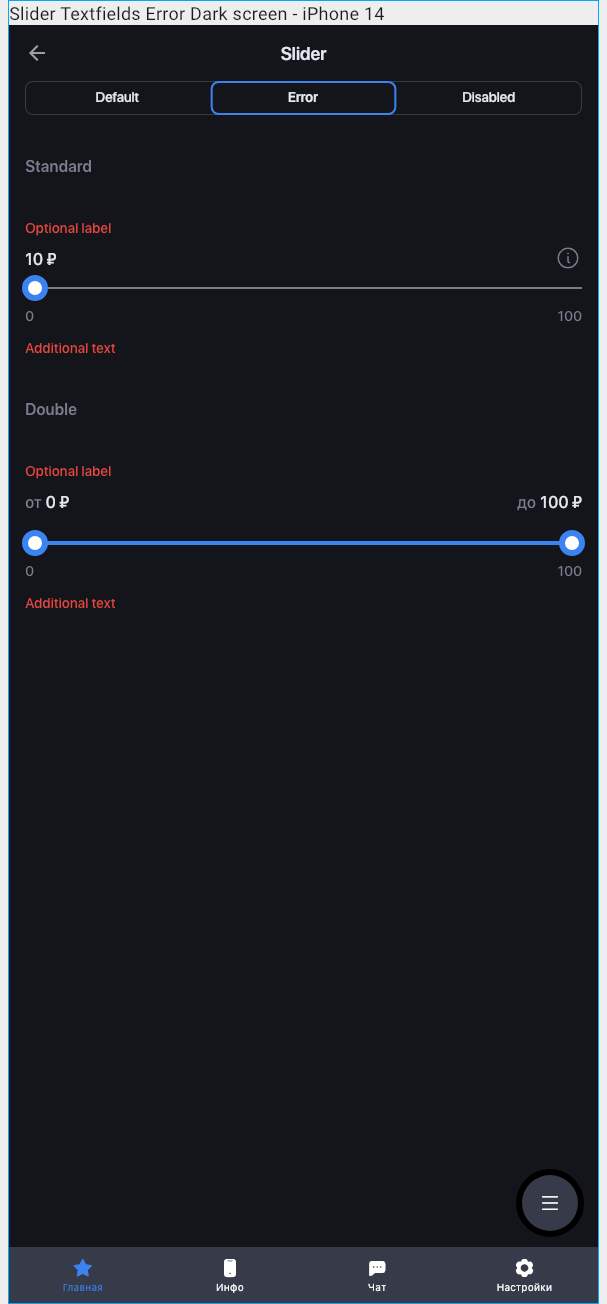 Slider Textfields Error Dark screen - iPhone 14
Slider
Default Error Disabled
Standard
Optional label
10 ₽
0 100
Additional text
Double
Optional label
от 0 ₽ до 100 ₽
0 100
Additional text
Главная Инфо Чат Настройки